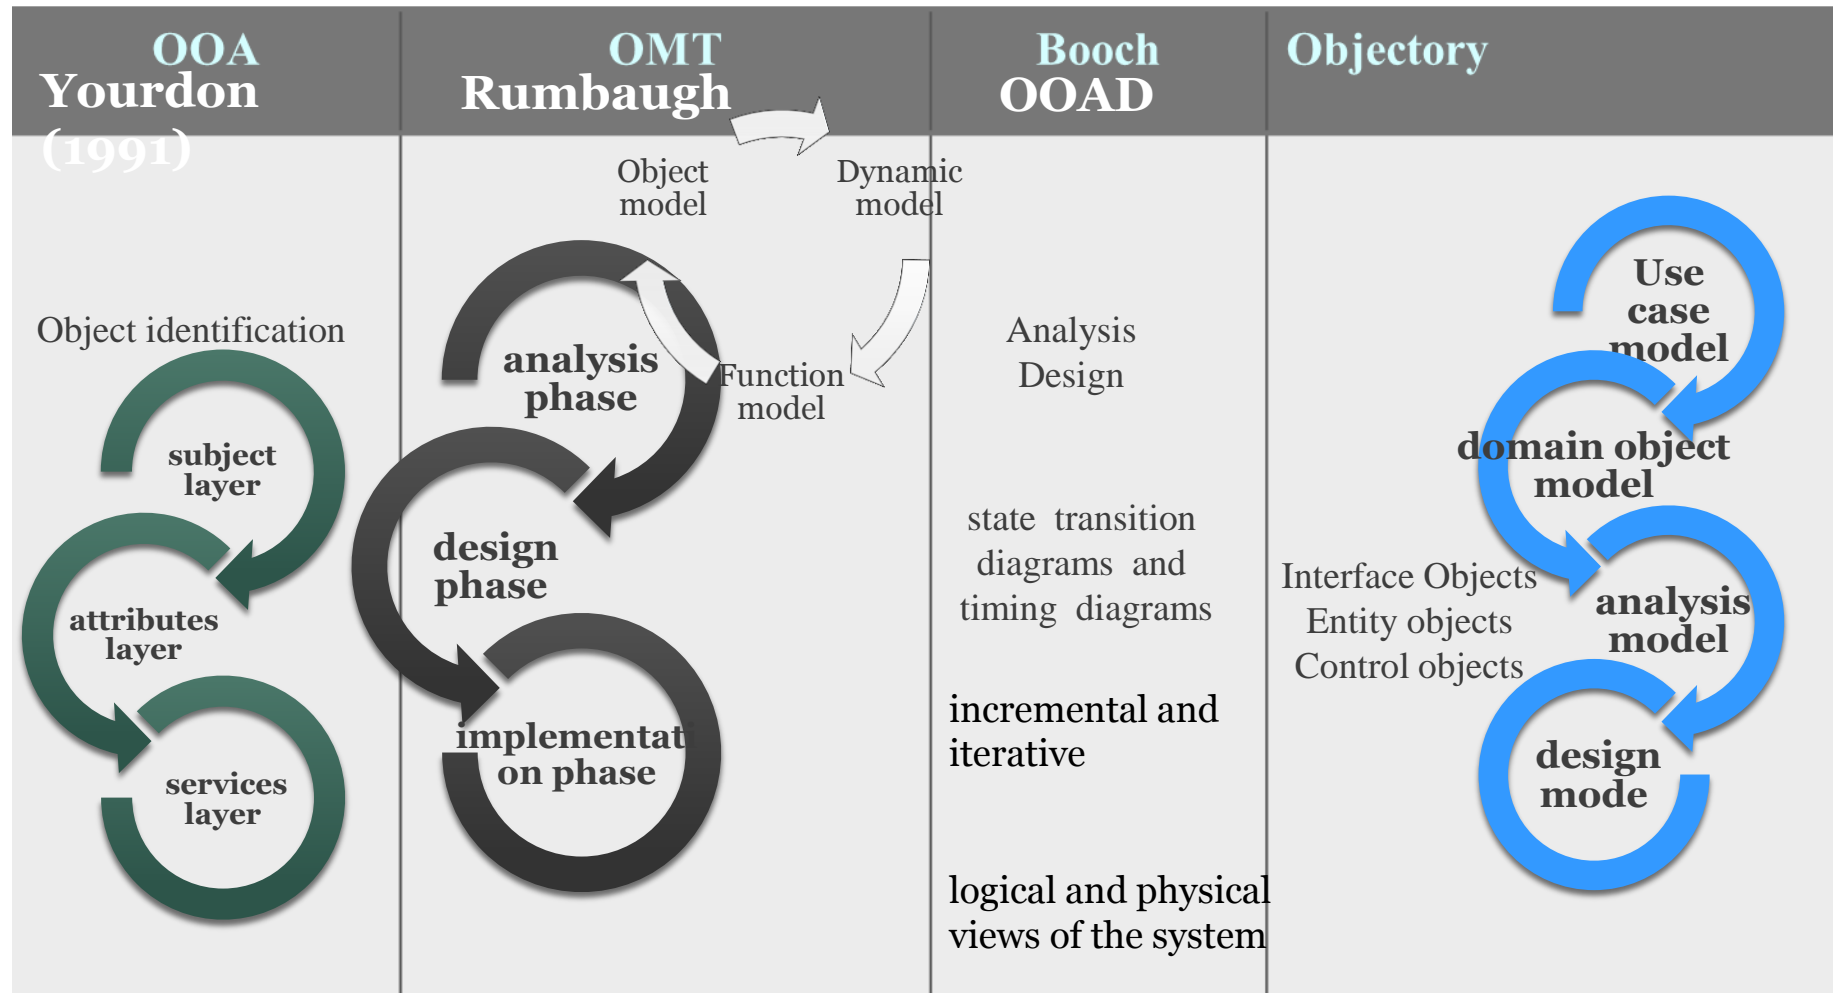 OOA
Yourdon
(1991)
Object identification
subject
layer
attributes
layer
services
layer
OMT
Rumbaugh
Object
model
Dynamic
model
Function
model
analysis
phase
design
phase
implementati
on phase
Booch
OOAD
Analysis
Design
state transition
diagrams and
timing diagrams
incremental and
iterative
logical and physical
views of the system
Objectory
Use
case
model
domain object
model
Interface Objects
Entity objects
Control objects
analysis
model
design
mode